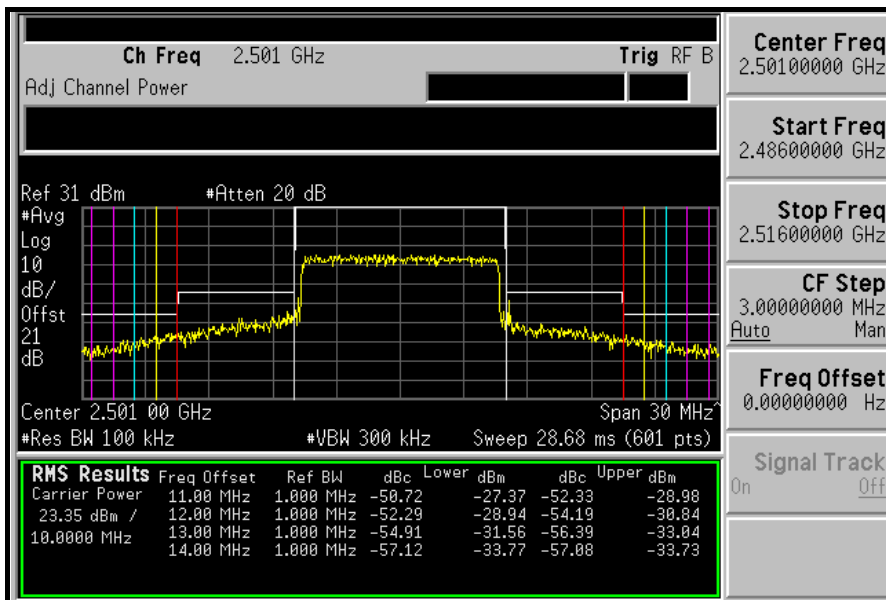 Ch Freq 2.501 GHz Trig RF B
Adj Channel Power
Ref 31 dBm #Atten 20 dB
#Avg
Log
10
dB/
Offst
21
dB
Center 2.501 00 GHz Span 30 MHz^
#Res BW 100 kHz #VBW 300 kHz Sweep 28.68 ms (601 pts)
RMS Results Freq Offset Ref BW dBc Lower dBm dBc Upper dBm
Carrier Power 11.00 MHz 1.000 MHz -50.72 -27.37 -52.33 -28.98
23.35 dBm / 12.00 MHz 1.000 MHz -52.29 -28.94 -54.19 -30.84
10.0000 MHz 13.00 MHz 1.000 MHz -54.91 -31.56 -56.39 -33.04
14.00 MHz 1.000 MHz -57.12 -33.77 -57.08 -33.73
Center Freq
2.50100000 GHz
Start Freq
2.48600000 GHz
Stop Freq
2.51600000 GHz
CF Step
3.00000000 MHz
Auto Man
Freq Offset
0.00000000 Hz
Signal Track
On Off